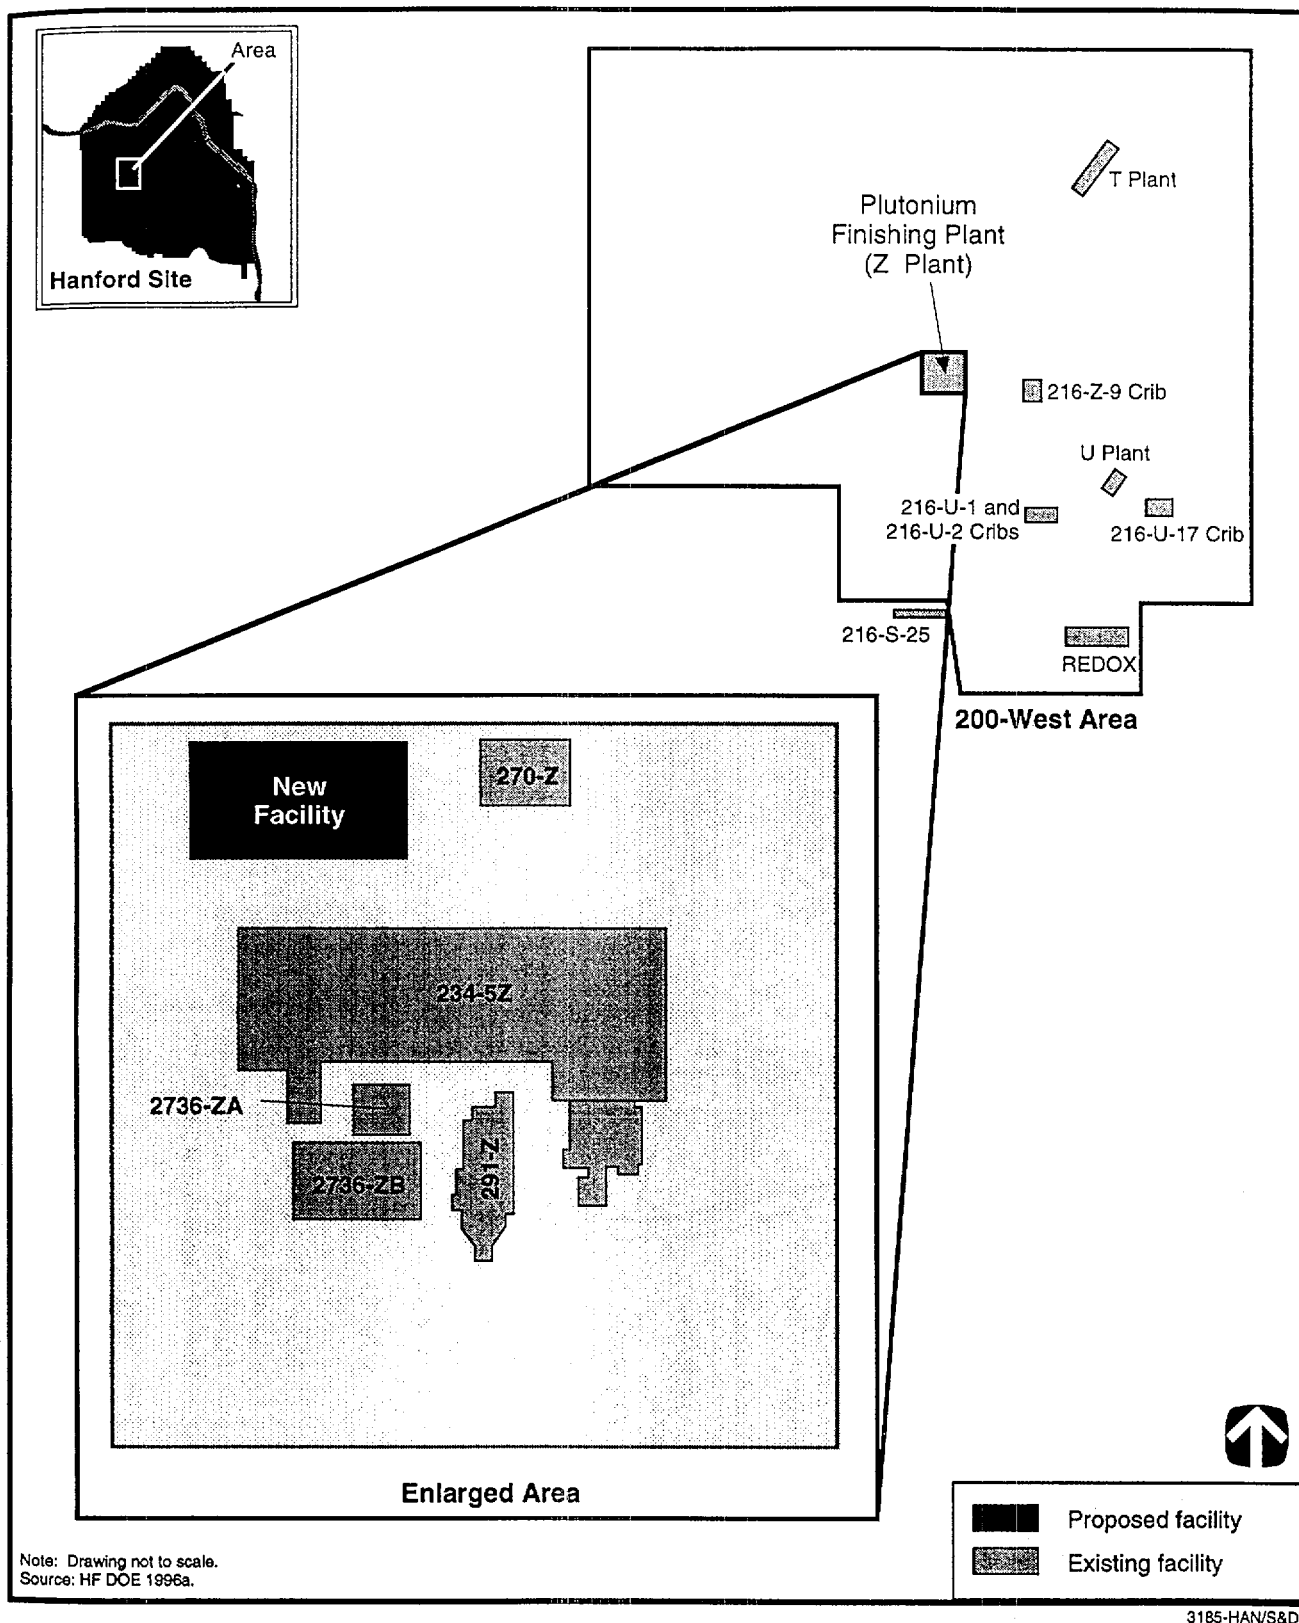 Area
Hanford Site
T Plant
Plutonium
Finishing Plant
(Z Plant)
216-Z-9 Crib
U Plant
216-U-1 and
216-U-2 Cribs
216-U-17 Crib
216-S-25
REDOX
200-West Area
New
Facility
270-Z
234-5Z
2736-ZA
2736-ZB
291-Z
Enlarged Area
Proposed facility
Existing facility
Note: Drawing not to scale.
Source: HF DOE 1996a.
3185-HAN/S&D